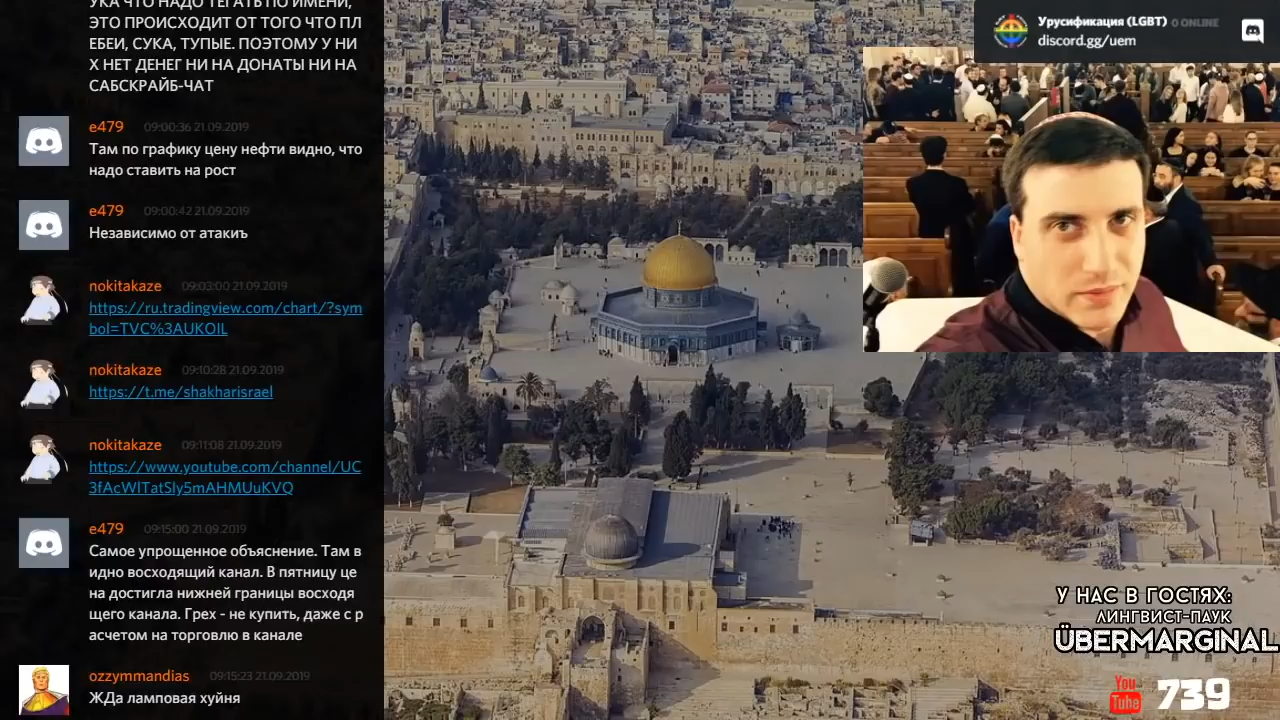 УКА ЧТО НАДО ТЕГАТЬ ПО ИМЕНИ,
ЭТО ПРОИСХОДИТ ОТ ТОГО ЧТО ПЛ
ЕБЕИ, СУКА, ТУПЫЕ. ПОЭТОМУ У НИ
Х НЕТ ДЕНЕГ НИ НА ДОНАТЫ НИ НА
САБСКРАЙБ-ЧАТ
e479 09:00:36 21.09.2019
Там по графику цену нефти видно, что
надо ставить на рост
e479 09:00:42 21.09.2019
Независимо от атакиъ
nokitakaze 09:03:00 21.09.2019
https://ru.tradingview.com/chart/?sym
bol=TVC%3AUKOIL
nokitakaze 09:10:28 21.09.2019
https://t.me/shakharisrael
nokitakaze 09:11:08 21.09.2019
https://www.youtube.com/channel/UC
3fAcWlTatSly5mAHMUuKVQ
e479 09:15:00 21.09.2019
Самое упрощенное объяснение. Там в
идно восходящий канал. В пятницу це
на достигла нижней границы восходя
щего канала. Грех - не купить, даже с р
асчетом на торговлю в канале
ozzymmandias 09:15:23 21.09.2019
ЖДа ламповая хуйня
Урусификация (LGBT) 0 ONLINE
discord.gg/uem
У НАС В ГОСТЯХ:
ЛИНГВИСТ-ПАУК
ÜBERMARGINAL
You Tube 739